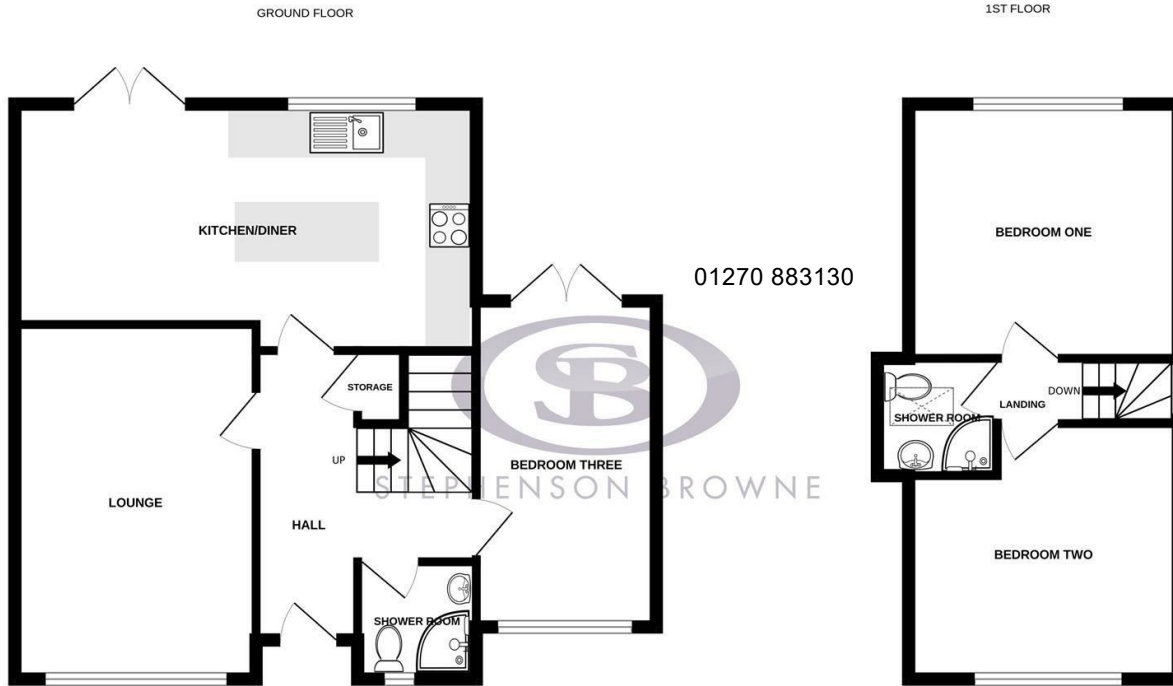 GROUND FLOOR
1ST FLOOR
KITCHEN/DINER
BEDROOM ONE
01270 883130
STORAGE
SB
DOWN
LANDING
SHOWER ROOM
UP
BEDROOM THREE
STEPHENSON BROWNE
LOUNGE
HALL
BEDROOM TWO
SHOWER ROOM